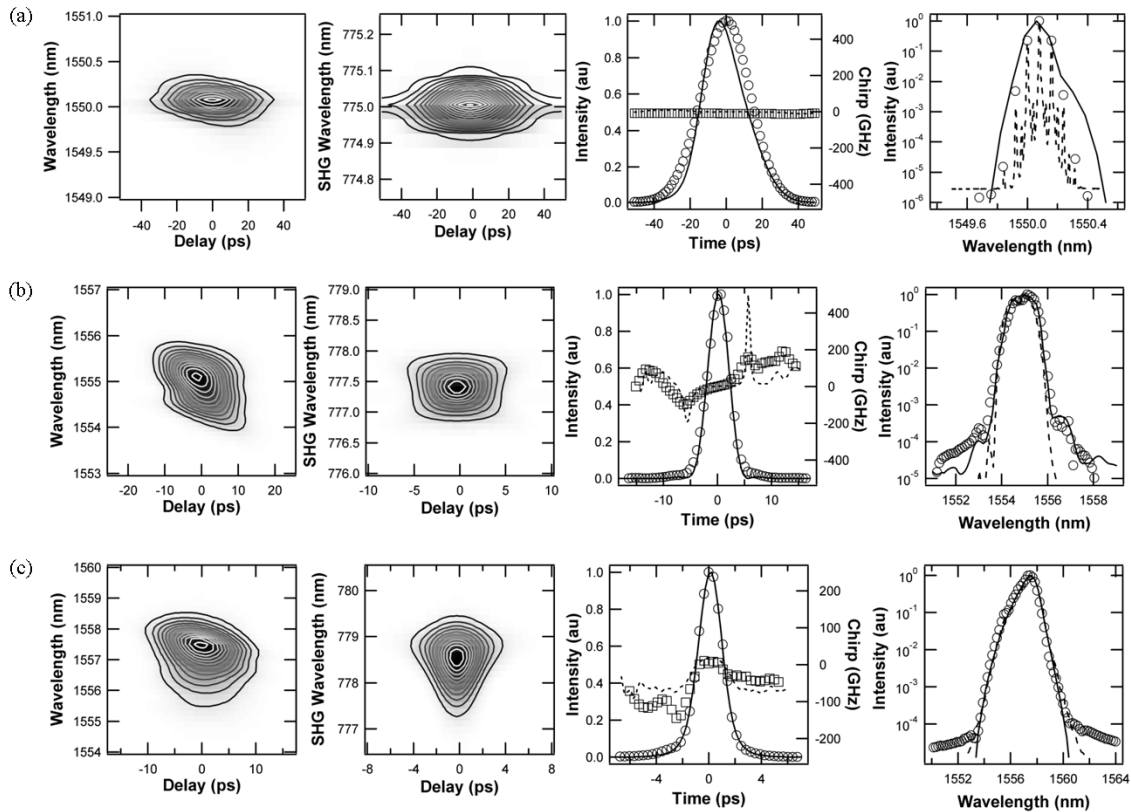 (a)
Wavelength (nm)
1551.0
1550.5
1550.0
1549.5
1549.0
-40 -20 0 20 40
Delay (ps)
SHG Wavelength (nm)
775.2
775.1
775.0
774.9
774.8
-40 -20 0 20 40
Delay (ps)
Intensity (au)
1.0
0.8
0.6
0.4
0.2
0.0
-40 -20 0 20 40
Time (ps)
400
200
0
-200
-400
Chirp (GHz)
Intensity (au)
10^0
10^-1
10^-2
10^-3
10^-4
10^-5
10^-6
1549.6 1550.0 1550.4
Wavelength (nm)
(b)
Wavelength (nm)
1557
1556
1555
1554
1553
-20 -10 0 10 20
Delay (ps)
SHG Wavelength (nm)
779.0
778.0
777.5
777.0
776.0
-10 -5 0 5 10
Delay (ps)
Intensity (au)
1.0
0.8
0.6
0.4
0.2
0.0
-10 0 10
Time (ps)
400
200
0
-200
-400
Chirp (GHz)
Intensity (au)
10^0
10^-1
10^-2
10^-3
10^-4
10^-5
1552 1554 1556 1558
Wavelength (nm)
(c)
Wavelength (nm)
1560
1559
1558
1557
1556
1554
-10 0 10
Delay (ps)
SHG Wavelength (nm)
780
779
778
777
-8 -4 0 4 8
Delay (ps)
Intensity (au)
1.0
0.8
0.6
0.4
0.2
0.0
-4 0 4
Time (ps)
200
100
0
-100
-200
Chirp (GHz)
Intensity (au)
10^0
10^-1
10^-2
10^-3
10^-4
1552 1556 1560 1564
Wavelength (nm)